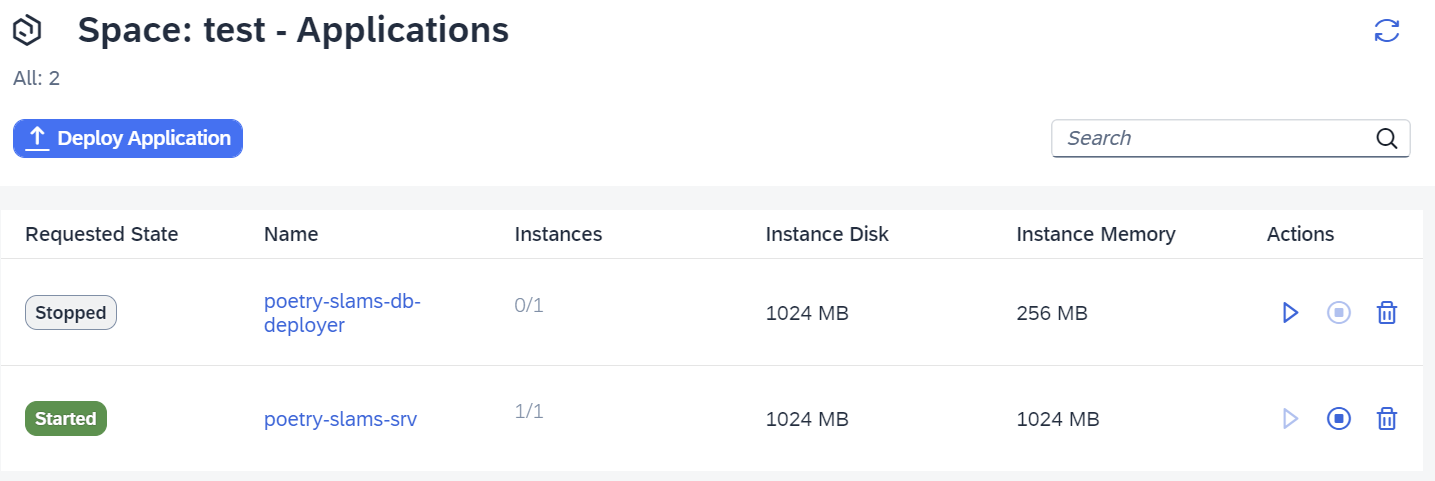 Space: test - Applications
All: 2
Deploy Application
Search
Requested State Name Instances Instance Disk Instance Memory Actions
Stopped poetry-slams-db-
deployer 0/1 1024 MB 256 MB
Started poetry-slams-srv 1/1 1024 MB 1024 MB